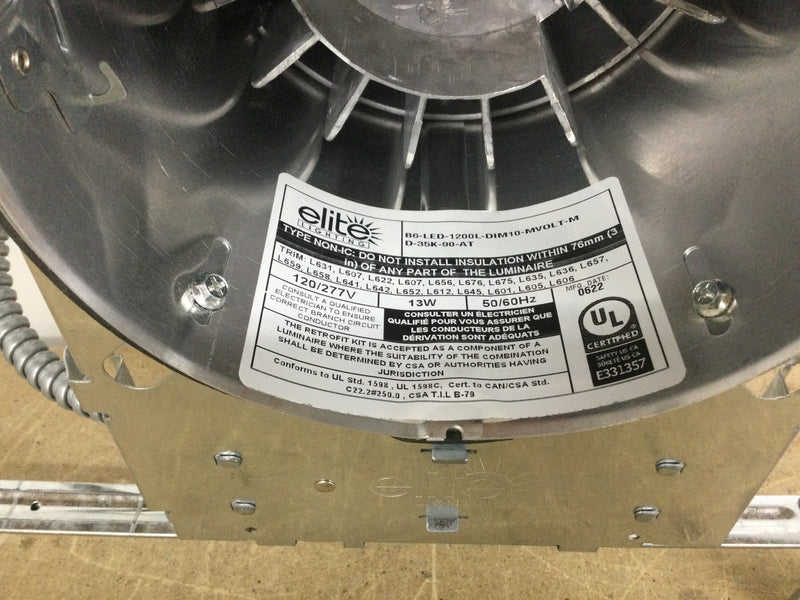 elite
LIGHTING
B6-LED-1200L-DIM10-MVOLT-M
D-35K-90-AT
TYPE NON-IC: DO NOT INSTALL INSULATION WITHIN 76mm (3
in) OF ANY PART OF THE LUMINAIRE
TRIM: L631, L607, L622, L607, L656, L676, L675, L635, L636, L657,
L659, L658, L641, L642, L652, L612, L645, L601, L605, L606
120/277V
13W
50/60Hz
MFG. DATE:
0622
CONSULT A QUALIFIED
ELECTRICIAN TO ENSURE
CORRECT BRANCH CIRCUIT
CONDUCTOR
CONSULTER UN ÉLECTRICIEN
QUALIFIÉ POUR VOUS ASSURER QUE
LES CONDUCTEURS DE LA
DÉRIVATION SONT ADÉQUATS
THE RETROFIT KIT IS ACCEPTED AS A COMPONENT OF A
LUMINAIRE WHERE THE SUITABILITY OF THE COMBINATION
SHALL BE DETERMINED BY CSA OR AUTHORITIES HAVING
JURISDICTION
Conforms to UL Std. 1598 , UL 1598C, Cert. to CAN/CSA Std.
C22.2#250.0 , CSA T.I.L B-79
UL
®
CERTIFIED
SAFETY US CA
SÛRETÉ US CA
E331357
elite